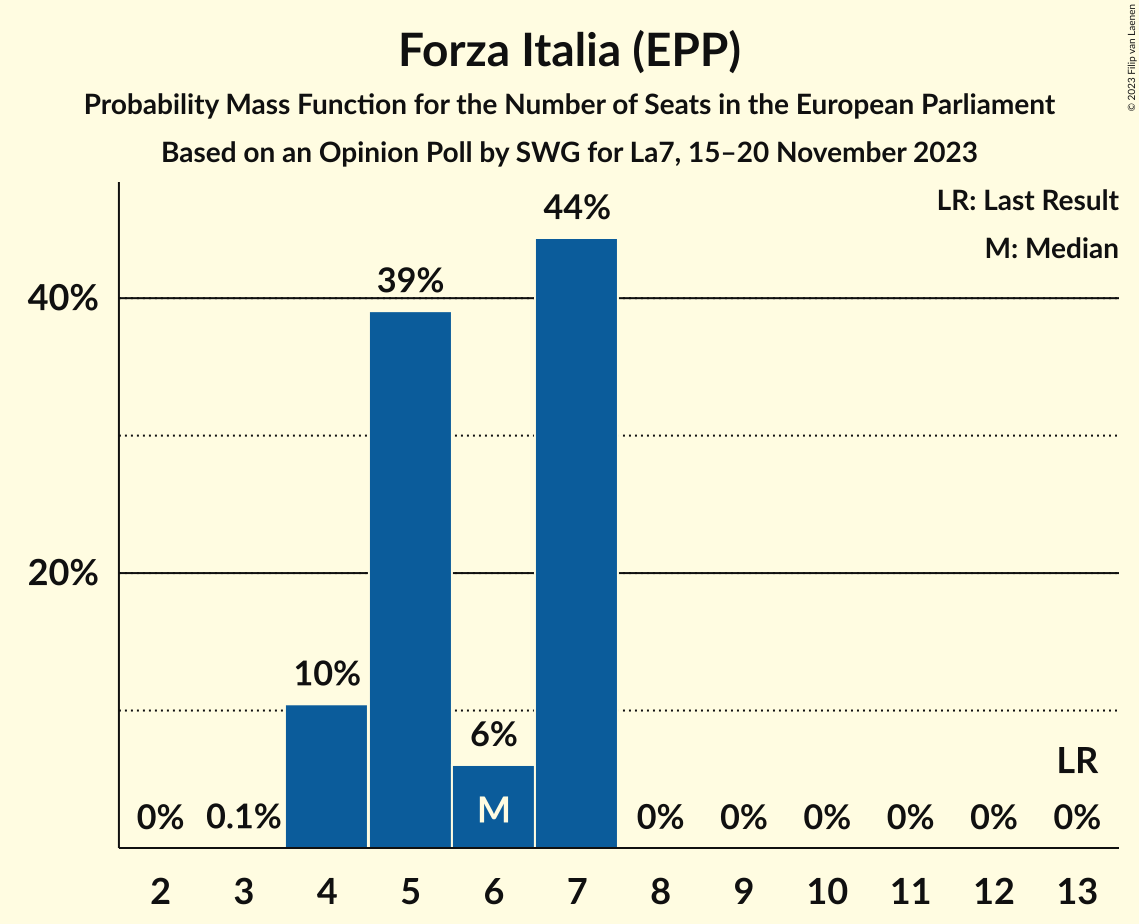 Forza Italia (EPP)
Probability Mass Function for the Number of Seats in the European Parliament
Based on an Opinion Poll by SWG for La7, 15–20 November 2023
© 2023 Filip van Laenen
LR: Last Result
M: Median
40%
20%
0%
0.1%
10%
39%
6%
M
44%
0%
0%
0%
0%
0%
LR
0%
2 3 4 5 6 7 8 9 10 11 12 13